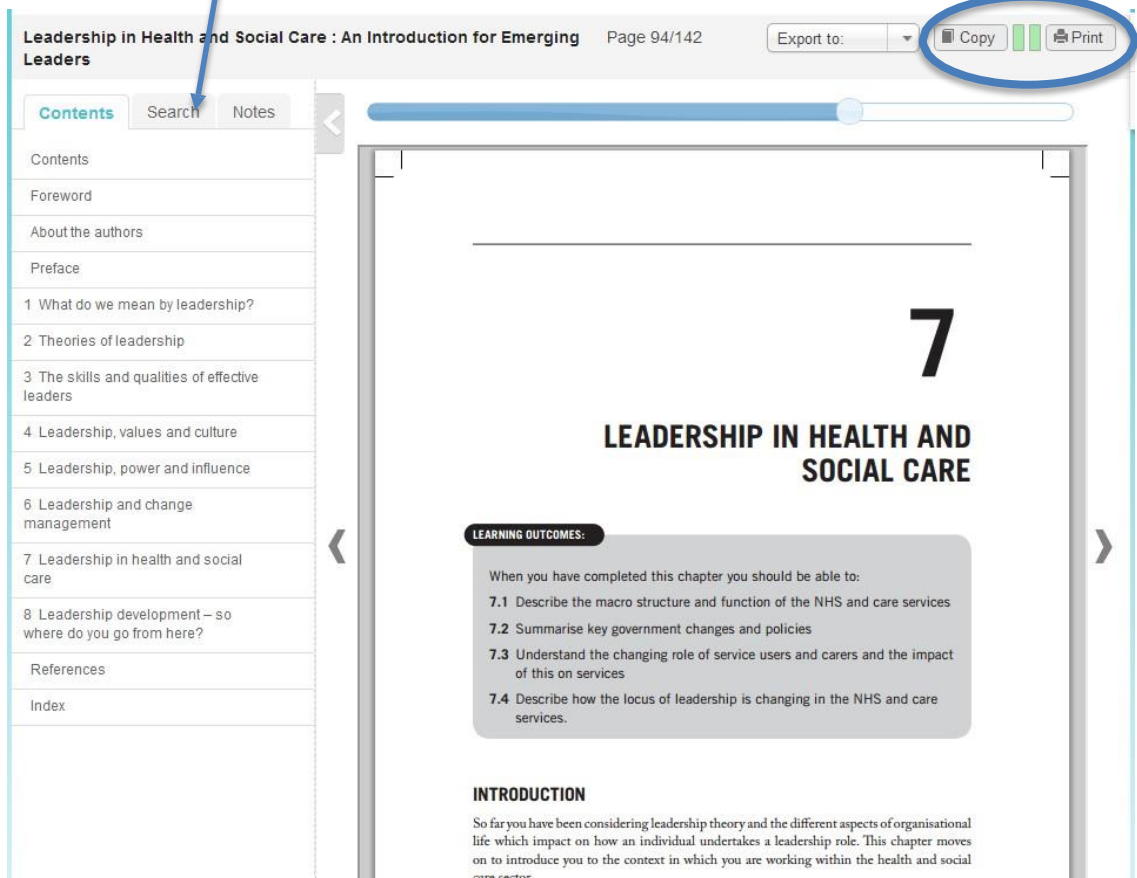 Leadership in Health and Social Care : An Introduction for Emerging
Leaders
Page 94/142
Export to:
Copy
Print
Contents
Search
Notes
Contents
Foreword
About the authors
Preface
1 What do we mean by leadership?
2 Theories of leadership
3 The skills and qualities of effective
leaders
4 Leadership, values and culture
5 Leadership, power and influence
6 Leadership and change
management
7 Leadership in health and social
care
8 Leadership development – so
where do you go from here?
References
Index
7
LEADERSHIP IN HEALTH AND
SOCIAL CARE
LEARNING OUTCOMES:
When you have completed this chapter you should be able to:
7.1 Describe the macro structure and function of the NHS and care services
7.2 Summarise key government changes and policies
7.3 Understand the changing role of service users and carers and the impact
of this on services
7.4 Describe how the locus of leadership is changing in the NHS and care
services.
INTRODUCTION
So far you have been considering leadership theory and the different aspects of organisational
life which impact on how an individual undertakes a leadership role. This chapter moves
on to introduce you to the context in which you are working within the health and social
care sector.